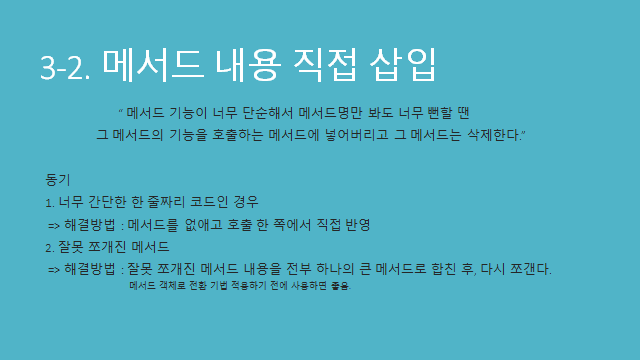 3-2. 메서드 내용 직접 삽입
“ 메서드 기능이 너무 단순해서 메서드명만 봐도 너무 뻔할 땐
그 메서드의 기능을 호출하는 메서드에 넣어버리고 그 메서드는 삭제한다.”
동기
1. 너무 간단한 한 줄짜리 코드인 경우
=> 해결방법 : 메서드를 없애고 호출 한 쪽에서 직접 반영
2. 잘못 쪼개진 메서드
=> 해결방법 : 잘못 쪼개진 메서드 내용을 전부 하나의 큰 메서드로 합친 후, 다시 쪼갠다.
메서드 객체로 전환 기법 적용하기 전에 사용하면 좋음.